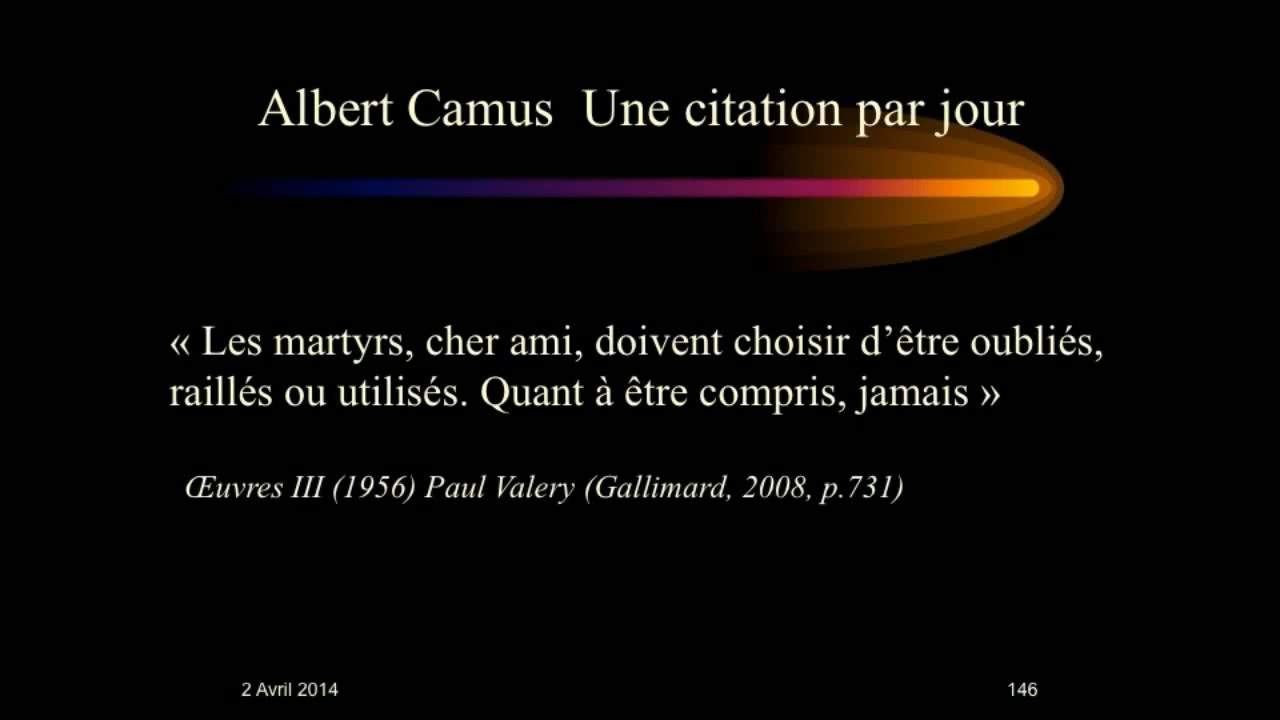 Albert Camus  Une citation par jour
« Les martyrs, cher ami, doivent choisir d’être oubliés,
raillés ou utilisés. Quant à être compris, jamais »
Œuvres III (1956) Paul Valery (Gallimard, 2008, p.731)
2 Avril 2014
146